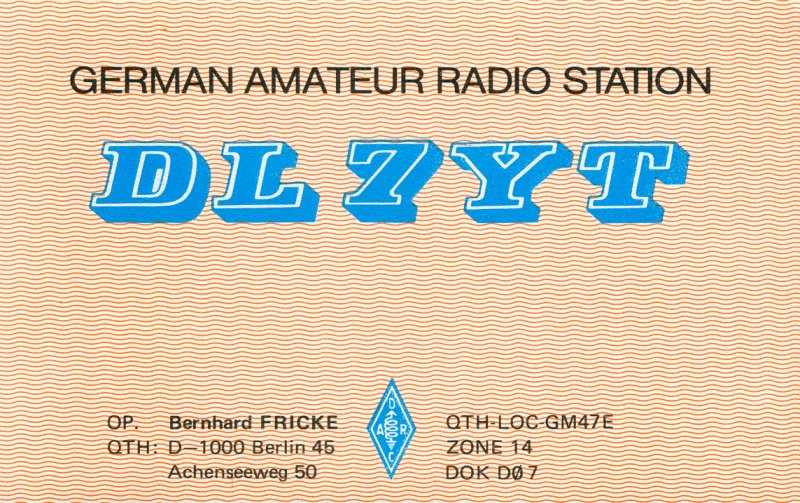 GERMAN AMATEUR RADIO STATION
DL7YT
OP. Bernhard FRICKE
QTH: D—1000 Berlin 45
Achenseeweg 50
D
A R
C
QTH-LOC-GM47E
ZONE 14
DOK DØ7